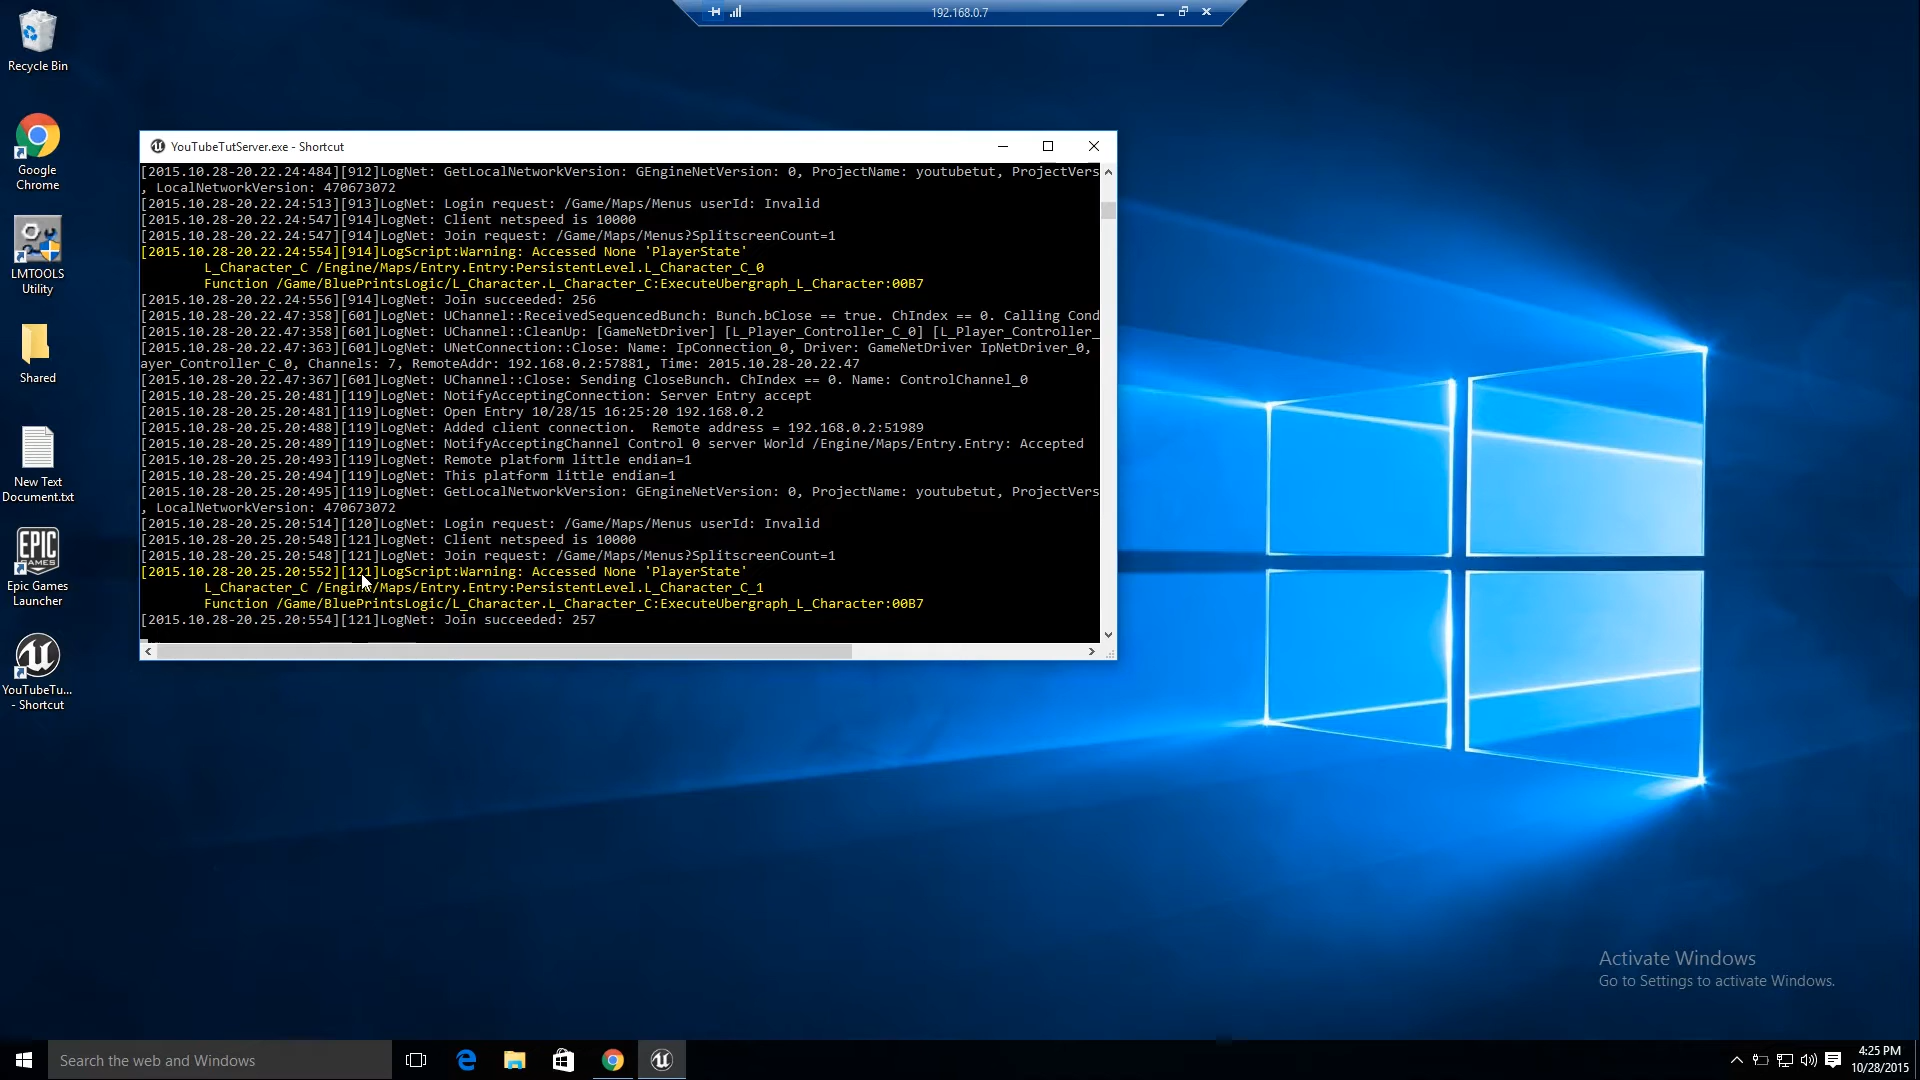 192.168.0.7
Recycle Bin
Google
Chrome
LMTOOLS
Utility
Shared
New Text
Document.txt
EPIC
GAMES
Epic Games
Launcher
YouTubeTu...
- Shortcut
YouTubeTutServer.exe - Shortcut
[2015.10.28-20.22.24:484][912]LogNet: GetLocalNetworkVersion: GEngineNetVersion: 0, ProjectName: youtubetut, ProjectVers
, LocalNetworkVersion: 470673072
[2015.10.28-20.22.24:513][913]LogNet: Login request: /Game/Maps/Menus userId: Invalid
[2015.10.28-20.22.24:547][914]LogNet: Client netspeed is 10000
[2015.10.28-20.22.24:547][914]LogNet: Join request: /Game/Maps/Menus?SplitscreenCount=1
[2015.10.28-20.22.24:554][914]LogScript:Warning: Accessed None 'PlayerState'
L_Character_C /Engine/Maps/Entry.Entry:PersistentLevel.L_Character_C_0
Function /Game/BluePrintsLogic/L_Character.L_Character_C:ExecuteUbergraph_L_Character:00B7
[2015.10.28-20.22.24:556][914]LogNet: Join succeeded: 256
[2015.10.28-20.22.47:358][601]LogNet: UChannel::ReceivedSequencedBunch: Bunch.bClose == true. ChIndex == 0. Calling Cond
[2015.10.28-20.22.47:358][601]LogNet: UChannel::CleanUp: [GameNetDriver] [L_Player_Controller_C_0] [L_Player_Controller_
[2015.10.28-20.22.47:363][601]LogNet: UNetConnection::Close: Name: IpConnection_0, Driver: GameNetDriver IpNetDriver_0,
ayer_Controller_C_0, Channels: 7, RemoteAddr: 192.168.0.2:57881, Time: 2015.10.28-20.22.47
[2015.10.28-20.22.47:367][601]LogNet: UChannel::Close: Sending CloseBunch. ChIndex == 0. Name: ControlChannel_0
[2015.10.28-20.25.20:481][119]LogNet: NotifyAcceptingConnection: Server Entry accept
[2015.10.28-20.25.20:481][119]LogNet: Open Entry 10/28/15 16:25:20 192.168.0.2
[2015.10.28-20.25.20:488][119]LogNet: Added client connection.  Remote address = 192.168.0.2:51989
[2015.10.28-20.25.20:489][119]LogNet: NotifyAcceptingChannel Control 0 server World /Engine/Maps/Entry.Entry: Accepted
[2015.10.28-20.25.20:493][119]LogNet: Remote platform little endian=1
[2015.10.28-20.25.20:494][119]LogNet: This platform little endian=1
[2015.10.28-20.25.20:495][119]LogNet: GetLocalNetworkVersion: GEngineNetVersion: 0, ProjectName: youtubetut, ProjectVers
, LocalNetworkVersion: 470673072
[2015.10.28-20.25.20:514][120]LogNet: Login request: /Game/Maps/Menus userId: Invalid
[2015.10.28-20.25.20:548][121]LogNet: Client netspeed is 10000
[2015.10.28-20.25.20:548][121]LogNet: Join request: /Game/Maps/Menus?SplitscreenCount=1
[2015.10.28-20.25.20:552][121]LogScript:Warning: Accessed None 'PlayerState'
L_Character_C /Engine/Maps/Entry.Entry:PersistentLevel.L_Character_C_1
Function /Game/BluePrintsLogic/L_Character.L_Character_C:ExecuteUbergraph_L_Character:00B7
[2015.10.28-20.25.20:554][121]LogNet: Join succeeded: 257
Activate Windows
Go to Settings to activate Windows.
Search the web and Windows
4:25 PM
10/28/2015